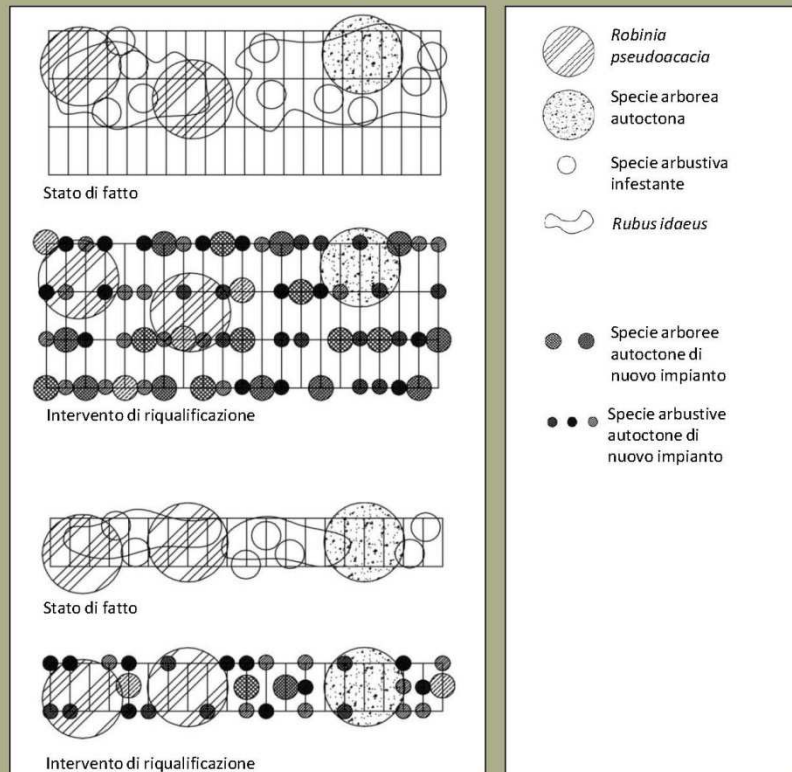 Stato di fatto
Intervento di riqualificazione
Stato di fatto
Intervento di riqualificazione
Robinia
pseudoacacia
Specie arborea
autoctona
Specie arbustiva
infestante
Rubus idaeus
Specie arboree
autoctone di
nuovo impianto
Specie arbustive
autoctone di
nuovo impianto